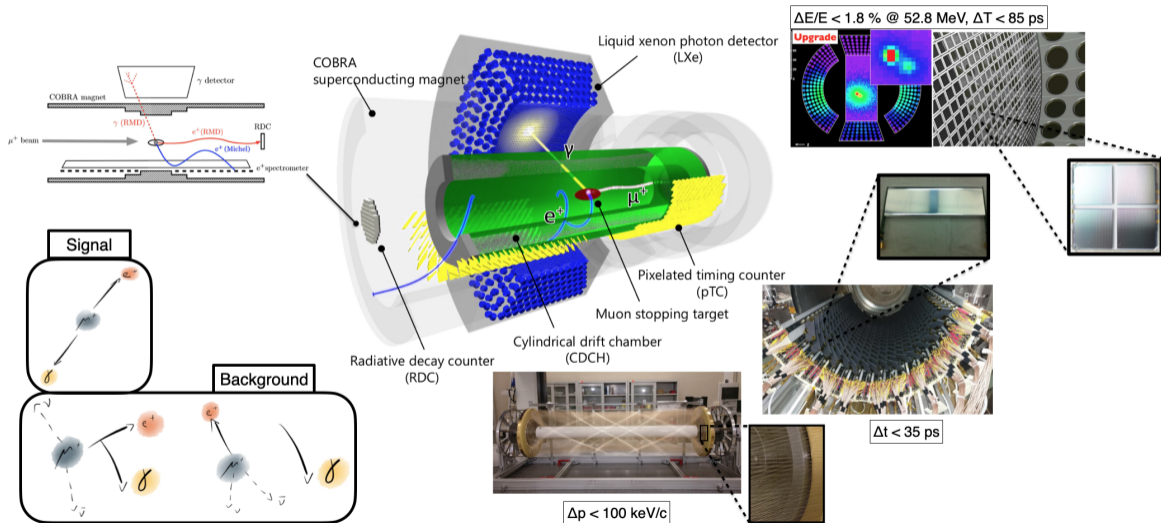 ΔE/E < 1.8 % @ 52.8 MeV, ΔT < 85 ps
Upgrade
Liquid xenon photon detector
(LXe)
COBRA
superconducting magnet
γ detector
COBRA magnet
γ (RMD)
e⁺(RMD)
RDC
μ⁺ beam
e⁺(Michel)
e⁺spectrometer
γ
e⁺
μ⁺
Pixelated timing counter
(pTC)
Muon stopping target
Cylindrical drift chamber
(CDCH)
Radiative decay counter
(RDC)
Signal
e⁺
μ⁺
γ
Background
ν
e⁺
μ⁺
γ
ν̄
e⁺
μ⁺
γ
ν
ν̄
Δt < 35 ps
Δp < 100 keV/c